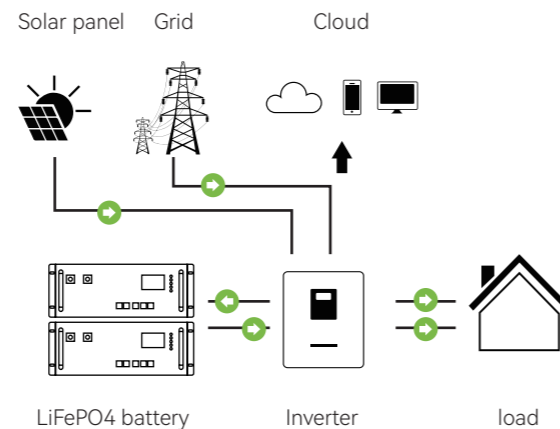 Solar panel
Grid
Cloud
LiFePO4 battery
Inverter
load